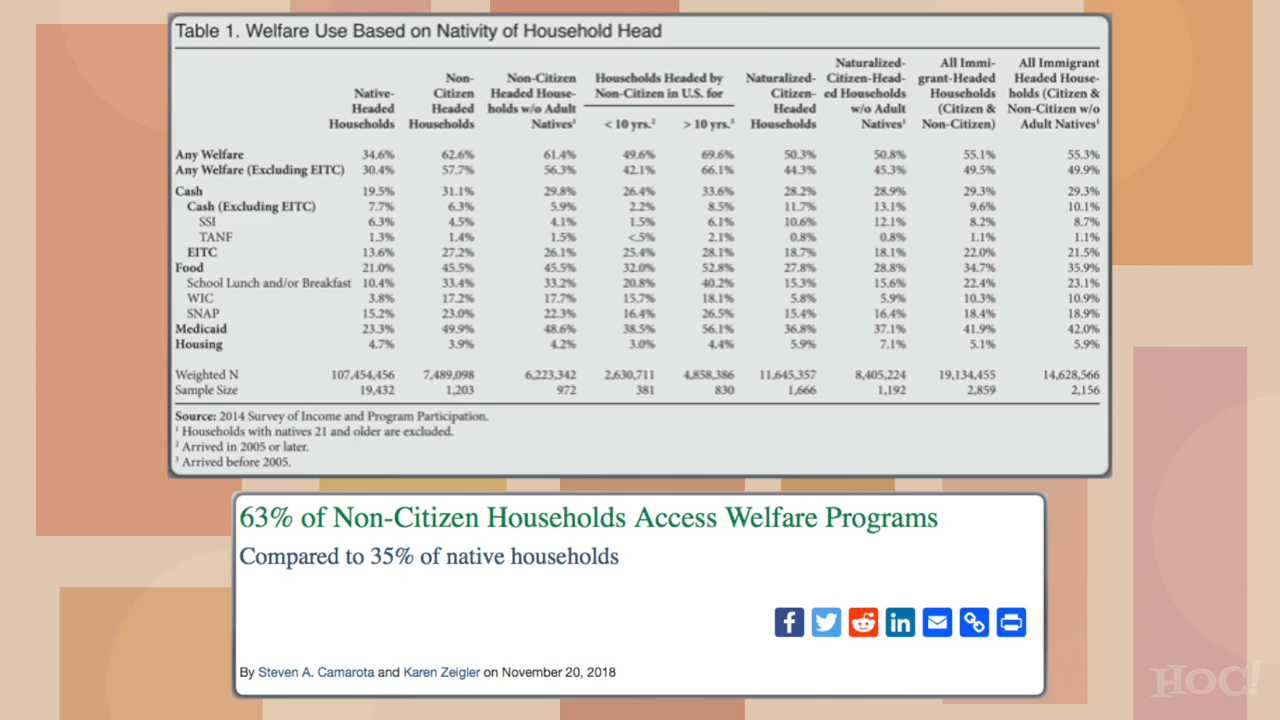 Table 1. Welfare Use Based on Nativity of Household Head
Naturalized- All Immi- All Immigrant
Non- Non-Citizen Households Headed by Naturalized- Citizen-Head- grant-Headed Headed House-
Native- Citizen Headed House- Non-Citizen in U.S. for Citizen- ed Households Households holds (Citizen &
Headed Headed holds w/o Adult Headed w/o Adult (Citizen & Non-Citizen w/o
Households Households Natives¹ < 10 yrs.² > 10 yrs.³ Households Natives¹ Non-Citizen) Adult Natives¹
Any Welfare 34.6% 62.6% 61.4% 49.6% 69.6% 50.3% 50.8% 55.1% 55.3%
Any Welfare (Excluding EITC) 30.4% 57.7% 56.3% 42.1% 66.1% 44.3% 45.3% 49.5% 49.9%
Cash 19.5% 31.1% 29.8% 26.4% 33.6% 28.2% 28.9% 29.3% 29.3%
Cash (Excluding EITC) 7.7% 6.3% 5.9% 2.2% 8.5% 11.7% 13.1% 9.6% 10.1%
SSI 6.3% 4.5% 4.1% 1.5% 6.1% 10.6% 12.1% 8.2% 8.7%
TANF 1.3% 1.4% 1.5% <.5% 2.1% 0.8% 0.8% 1.1% 1.1%
EITC 13.6% 27.2% 26.1% 25.4% 28.1% 18.7% 18.1% 22.0% 21.5%
Food 21.0% 45.5% 45.5% 32.0% 52.8% 27.8% 28.8% 34.7% 35.9%
School Lunch and/or Breakfast 10.4% 33.4% 33.2% 20.8% 40.2% 15.3% 15.6% 22.4% 23.1%
WIC 3.8% 17.2% 17.7% 15.7% 18.1% 5.8% 5.9% 10.3% 10.9%
SNAP 15.2% 23.0% 22.3% 16.4% 26.5% 15.4% 16.4% 18.4% 18.9%
Medicaid 23.3% 49.9% 48.6% 38.5% 56.1% 36.8% 37.1% 41.9% 42.0%
Housing 4.7% 3.9% 4.2% 3.0% 4.4% 5.9% 7.1% 5.1% 5.9%
Weighted N 107,454,456 7,489,098 6,223,342 2,630,711 4,858,386 11,645,357 8,405,224 19,134,455 14,628,566
Sample Size 19,432 1,203 972 381 830 1,666 1,192 2,859 2,156
Source: 2014 Survey of Income and Program Participation.
¹ Households with natives 21 and older are excluded.
² Arrived in 2005 or later.
³ Arrived before 2005.
63% of Non-Citizen Households Access Welfare Programs
Compared to 35% of native households
By Steven A. Camarota and Karen Zeigler on November 20, 2018
HOC!